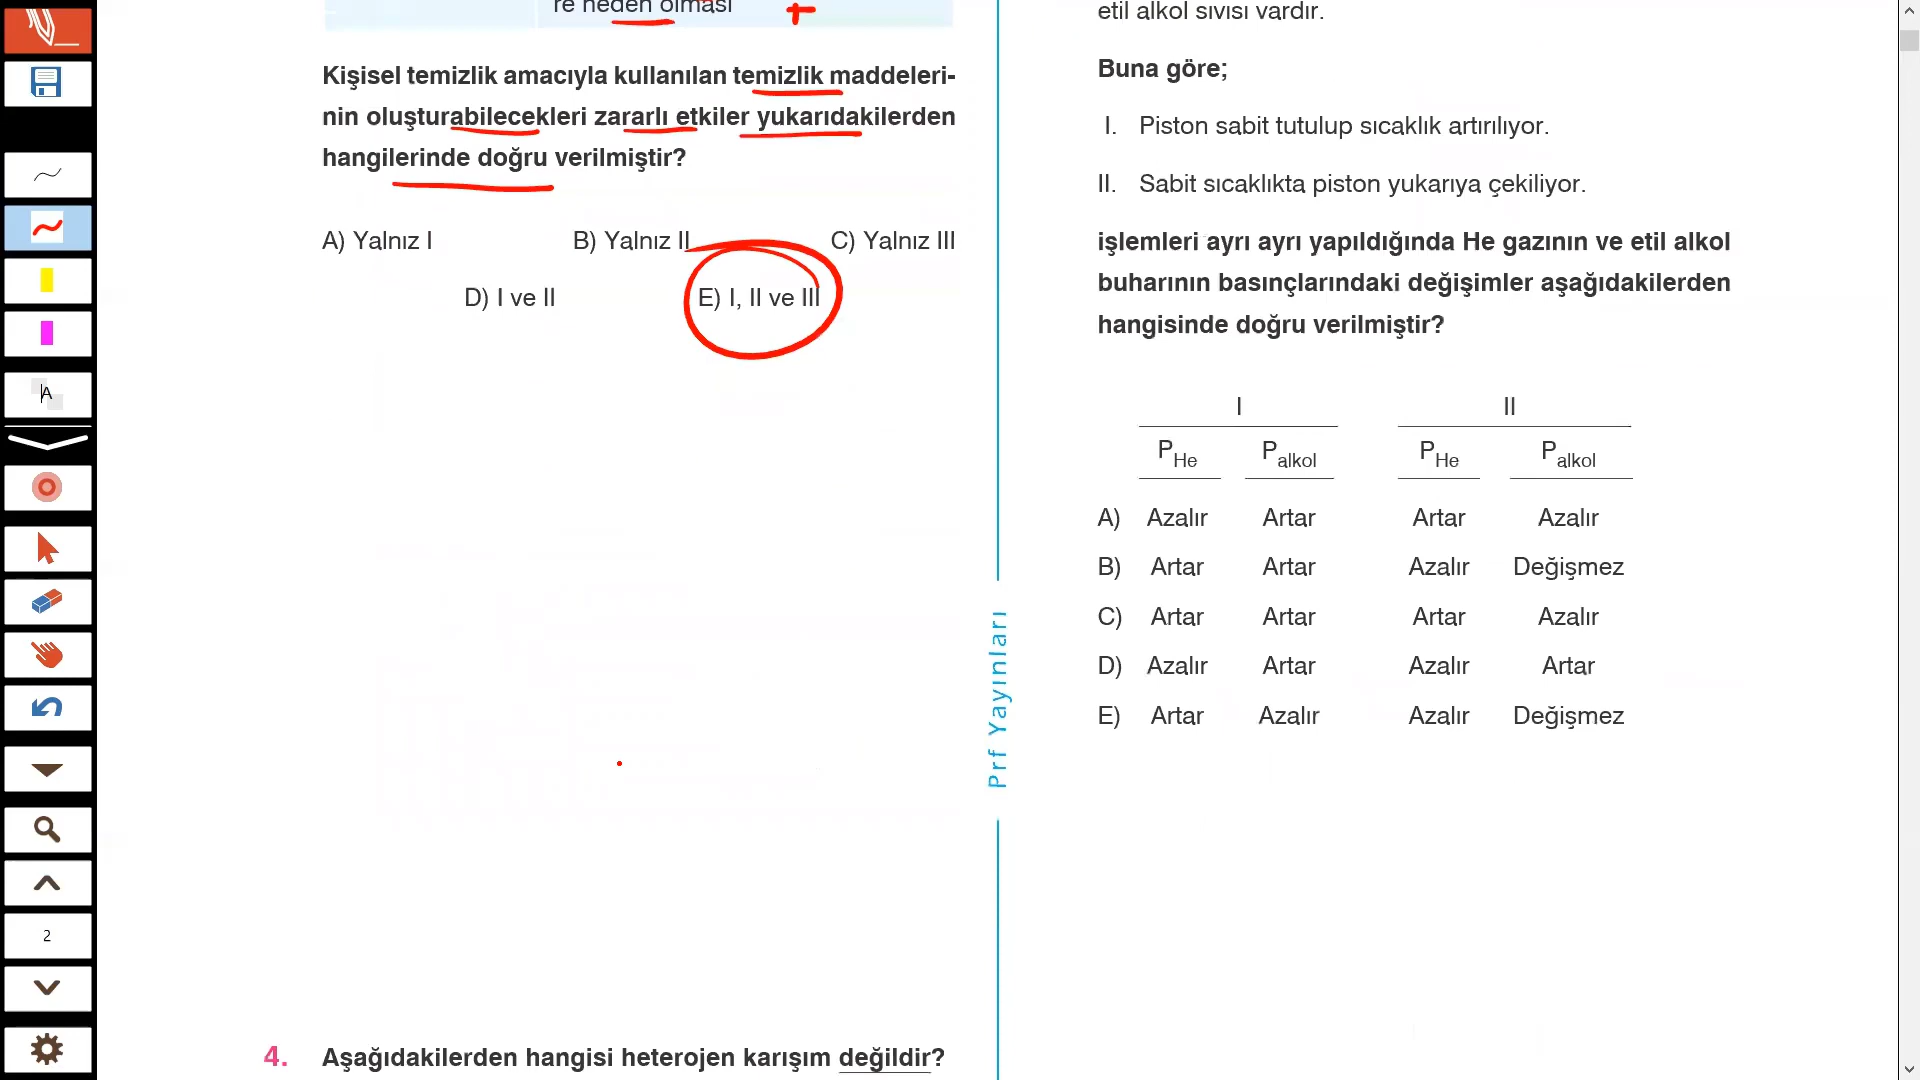 re neden olması
Kişisel temizlik amacıyla kullanılan temizlik maddeleri-
nin oluşturabilecekleri zararlı etkiler yukarıdakilerden
hangilerinde doğru verilmiştir?
A) Yalnız I B) Yalnız II C) Yalnız III
D) I ve II E) I, II ve III
4. Aşağıdakilerden hangisi heterojen karışım değildir?
Prf Yayınları
etil alkol sıvısı vardır.
Buna göre;
I. Piston sabit tutulup sıcaklık artırılıyor.
II. Sabit sıcaklıkta piston yukarıya çekiliyor.
işlemleri ayrı ayrı yapıldığında He gazının ve etil alkol
buharının basınçlarındaki değişimler aşağıdakilerden
hangisinde doğru verilmiştir?
I II
PHe Palkol PHe Palkol
A) Azalır Artar Artar Azalır
B) Artar Artar Azalır Değişmez
C) Artar Artar Artar Azalır
D) Azalır Artar Azalır Artar
E) Artar Azalır Azalır Değişmez
A
2